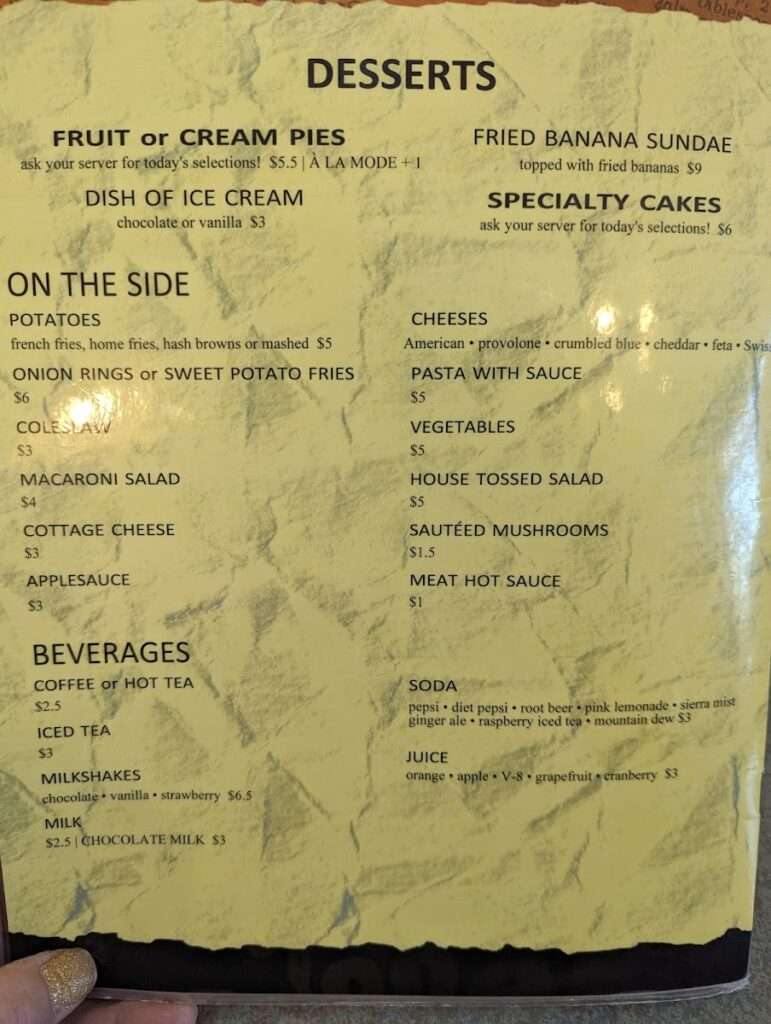 DESSERTS
FRUIT or CREAM PIES
ask your server for today's selections! $5.5 | À LA MODE + 1
DISH OF ICE CREAM
chocolate or vanilla $3
FRIED BANANA SUNDAE
topped with fried bananas $9
SPECIALTY CAKES
ask your server for today's selections! $6
ON THE SIDE
POTATOES
french fries, home fries, hash browns or mashed $5
ONION RINGS or SWEET POTATO FRIES
$6
COLESLAW
$3
MACARONI SALAD
$4
COTTAGE CHEESE
$3
APPLESAUCE
$3
CHEESES
American • provolone • crumbled blue • cheddar • feta • Swiss
PASTA WITH SAUCE
$5
VEGETABLES
$5
HOUSE TOSSED SALAD
$5
SAUTÉED MUSHROOMS
$1.5
MEAT HOT SAUCE
$1
BEVERAGES
COFFEE or HOT TEA
$2.5
ICED TEA
$3
MILKSHAKES
chocolate • vanilla • strawberry $6.5
MILK
$2.5 | CHOCOLATE MILK $3
SODA
pepsi • diet pepsi • root beer • pink lemonade • sierra mist
ginger ale • raspberry iced tea • mountain dew $3
JUICE
orange • apple • V-8 • grapefruit • cranberry $3